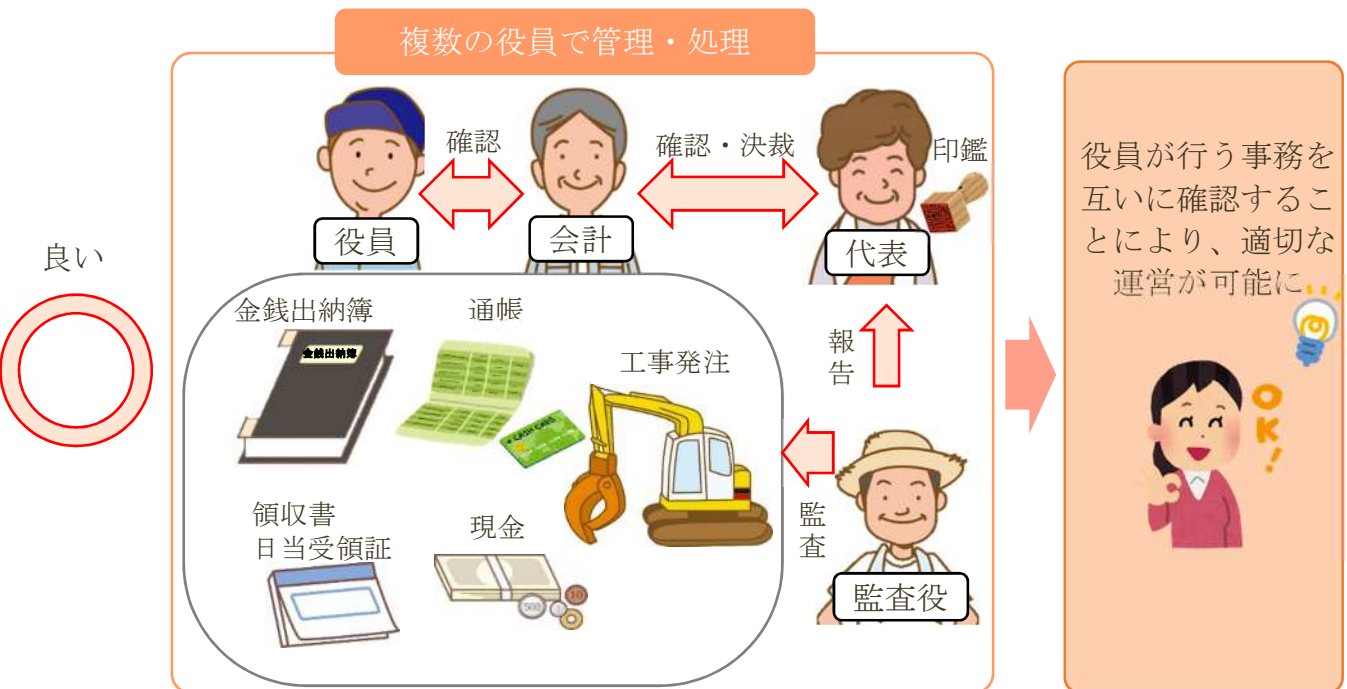 複数の役員で管理・処理
確認
確認・決裁
印鑑
役員
会計
代表
良い
金銭出納簿
金銭出納簿
通帳
CASH CARD
工事発注
報告
領収書
日当受領証
現金
500
1
10
監査
監査役
役員が行う事務を
互いに確認するこ
とにより、適切な
運営が可能に
OK!